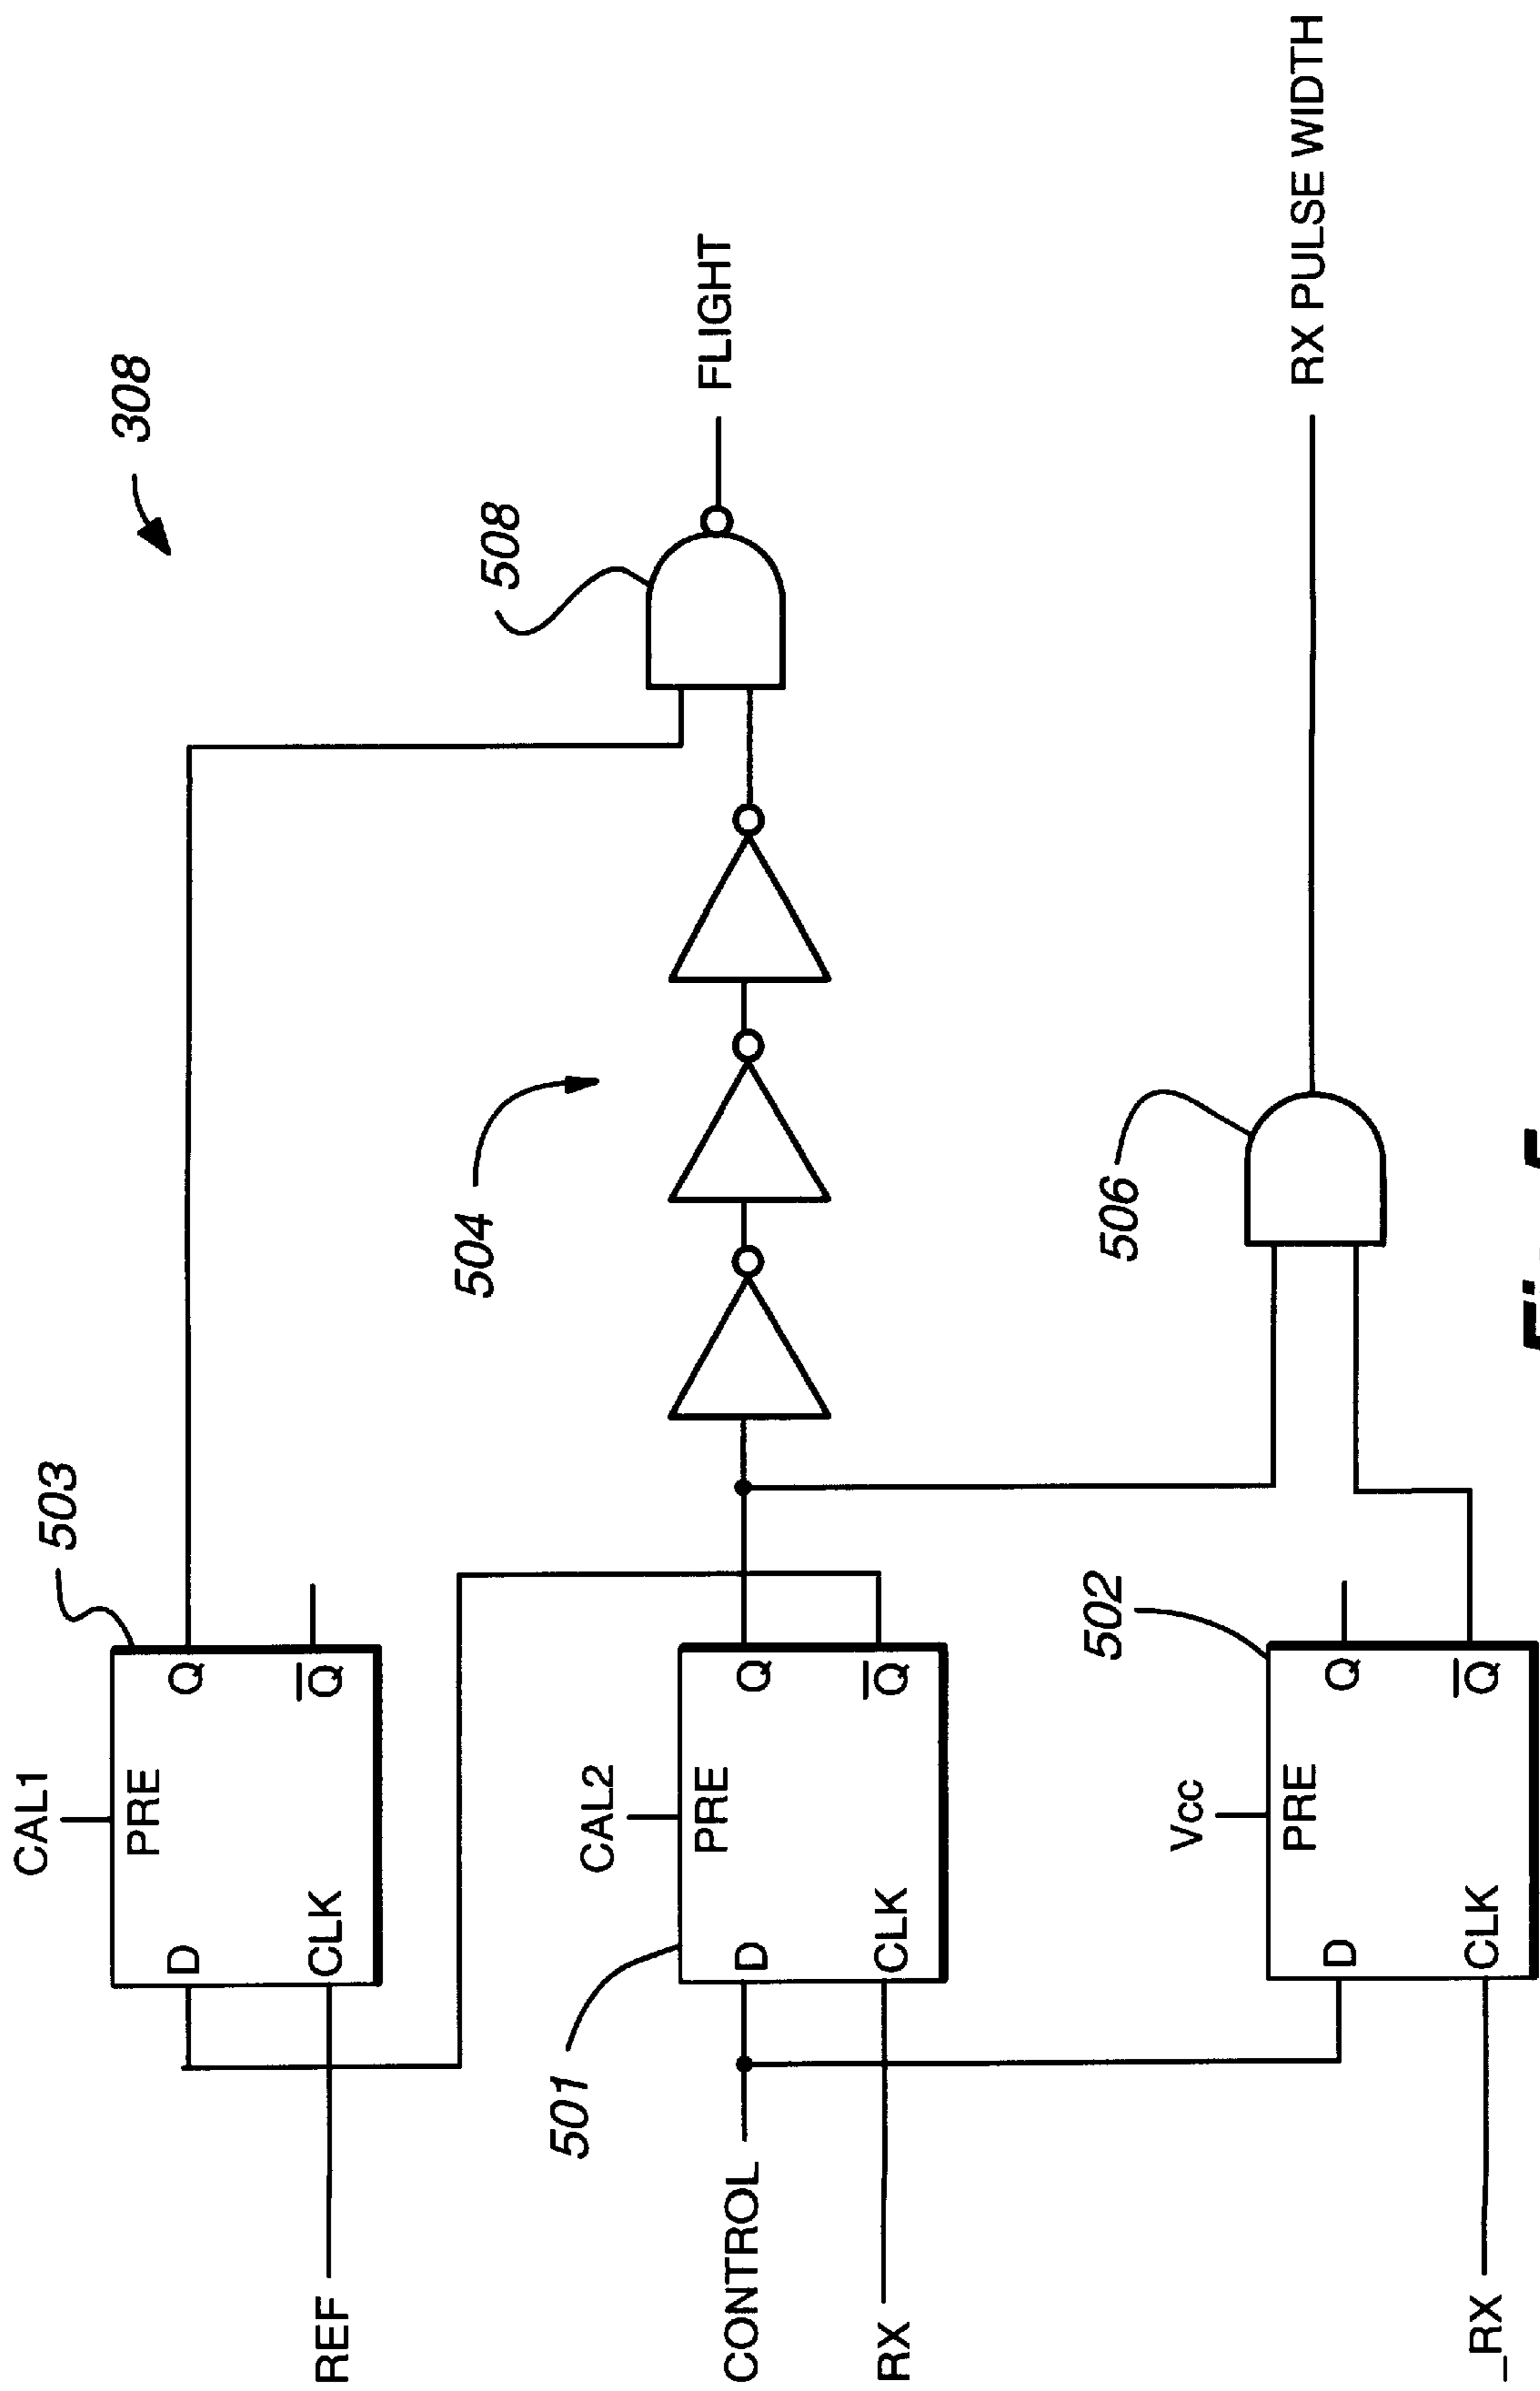 308
CAL1
503
D
PRE
Q
CLK
Q
REF
508
FLIGHT
504
CAL2
501
D
PRE
Q
CLK
Q
CONTROL
RX
506
RX PULSE WIDTH
Vcc
502
D
PRE
Q
CLK
Q
_RX